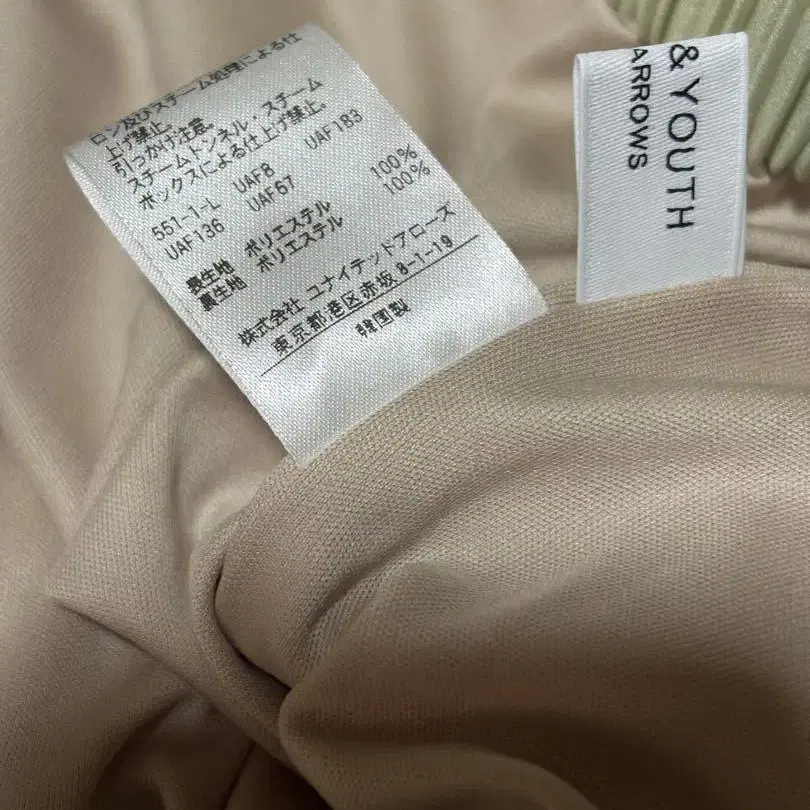 ロン及びスチーム処理による仕
上げ禁止。
引っかけ注意
スチームトンネル・スチーム
ボックスによる仕上げ禁止。
551-1-L UAF8 UAF183
UAF136 UAF67
表生地 ポリエステル 100%
裏生地 ポリエステル 100%
株式会社 ユナイテッドアローズ
東京都港区赤坂8-1-19
韓国製
& YOUTH
ARROWS